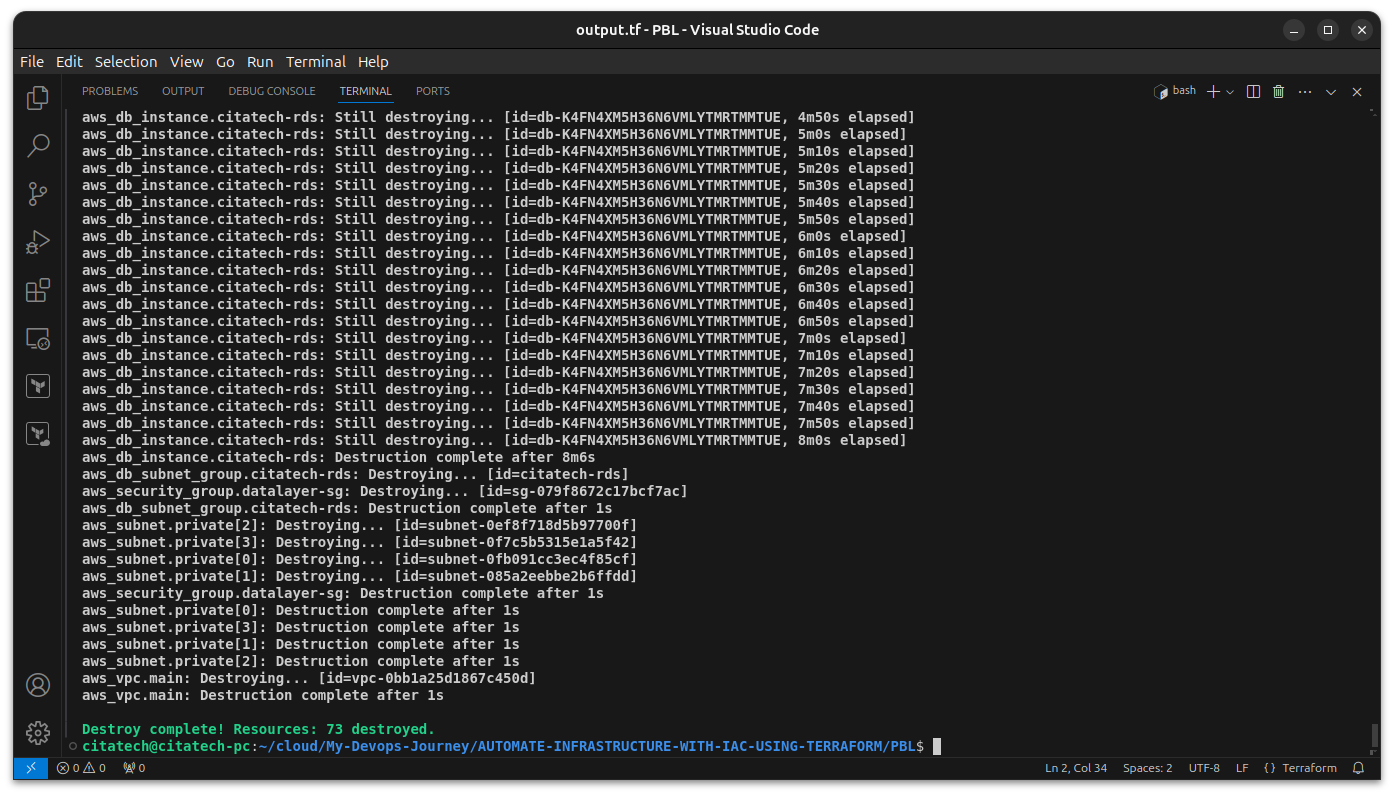 output.tf - PBL - Visual Studio Code
File Edit Selection View Go Run Terminal Help
PROBLEMS OUTPUT DEBUG CONSOLE TERMINAL PORTS bash
aws_db_instance.citatech-rds: Still destroying... [id=db-K4FN4XM5H36N6VMLYTMRTMMTUE, 4m50s elapsed]
aws_db_instance.citatech-rds: Still destroying... [id=db-K4FN4XM5H36N6VMLYTMRTMMTUE, 5m0s elapsed]
aws_db_instance.citatech-rds: Still destroying... [id=db-K4FN4XM5H36N6VMLYTMRTMMTUE, 5m10s elapsed]
aws_db_instance.citatech-rds: Still destroying... [id=db-K4FN4XM5H36N6VMLYTMRTMMTUE, 5m20s elapsed]
aws_db_instance.citatech-rds: Still destroying... [id=db-K4FN4XM5H36N6VMLYTMRTMMTUE, 5m30s elapsed]
aws_db_instance.citatech-rds: Still destroying... [id=db-K4FN4XM5H36N6VMLYTMRTMMTUE, 5m40s elapsed]
aws_db_instance.citatech-rds: Still destroying... [id=db-K4FN4XM5H36N6VMLYTMRTMMTUE, 5m50s elapsed]
aws_db_instance.citatech-rds: Still destroying... [id=db-K4FN4XM5H36N6VMLYTMRTMMTUE, 6m0s elapsed]
aws_db_instance.citatech-rds: Still destroying... [id=db-K4FN4XM5H36N6VMLYTMRTMMTUE, 6m10s elapsed]
aws_db_instance.citatech-rds: Still destroying... [id=db-K4FN4XM5H36N6VMLYTMRTMMTUE, 6m20s elapsed]
aws_db_instance.citatech-rds: Still destroying... [id=db-K4FN4XM5H36N6VMLYTMRTMMTUE, 6m30s elapsed]
aws_db_instance.citatech-rds: Still destroying... [id=db-K4FN4XM5H36N6VMLYTMRTMMTUE, 6m40s elapsed]
aws_db_instance.citatech-rds: Still destroying... [id=db-K4FN4XM5H36N6VMLYTMRTMMTUE, 6m50s elapsed]
aws_db_instance.citatech-rds: Still destroying... [id=db-K4FN4XM5H36N6VMLYTMRTMMTUE, 7m0s elapsed]
aws_db_instance.citatech-rds: Still destroying... [id=db-K4FN4XM5H36N6VMLYTMRTMMTUE, 7m10s elapsed]
aws_db_instance.citatech-rds: Still destroying... [id=db-K4FN4XM5H36N6VMLYTMRTMMTUE, 7m20s elapsed]
aws_db_instance.citatech-rds: Still destroying... [id=db-K4FN4XM5H36N6VMLYTMRTMMTUE, 7m30s elapsed]
aws_db_instance.citatech-rds: Still destroying... [id=db-K4FN4XM5H36N6VMLYTMRTMMTUE, 7m40s elapsed]
aws_db_instance.citatech-rds: Still destroying... [id=db-K4FN4XM5H36N6VMLYTMRTMMTUE, 7m50s elapsed]
aws_db_instance.citatech-rds: Still destroying... [id=db-K4FN4XM5H36N6VMLYTMRTMMTUE, 8m0s elapsed]
aws_db_instance.citatech-rds: Destruction complete after 8m6s
aws_db_subnet_group.citatech-rds: Destroying... [id=citatech-rds]
aws_security_group.datalayer-sg: Destroying... [id=sg-079f8672c17bcf7ac]
aws_db_subnet_group.citatech-rds: Destruction complete after 1s
aws_subnet.private[2]: Destroying... [id=subnet-0ef8f718d5b97700f]
aws_subnet.private[3]: Destroying... [id=subnet-0f7c5b5315e1a5f42]
aws_subnet.private[0]: Destroying... [id=subnet-0fb091cc3ec4f85cf]
aws_subnet.private[1]: Destroying... [id=subnet-085a2eebbe2b6ffdd]
aws_security_group.datalayer-sg: Destruction complete after 1s
aws_subnet.private[0]: Destruction complete after 1s
aws_subnet.private[3]: Destruction complete after 1s
aws_subnet.private[1]: Destruction complete after 1s
aws_subnet.private[2]: Destruction complete after 1s
aws_vpc.main: Destroying... [id=vpc-0bb1a25d1867c450d]
aws_vpc.main: Destruction complete after 1s
Destroy complete! Resources: 73 destroyed.
citatech@citatech-pc:~/cloud/My-Devops-Journey/AUTOMATE-INFRASTRUCTURE-WITH-IAC-USING-TERRAFORM/PBL$
0 0 0 Ln 2, Col 34 Spaces: 2 UTF-8 LF {} Terraform